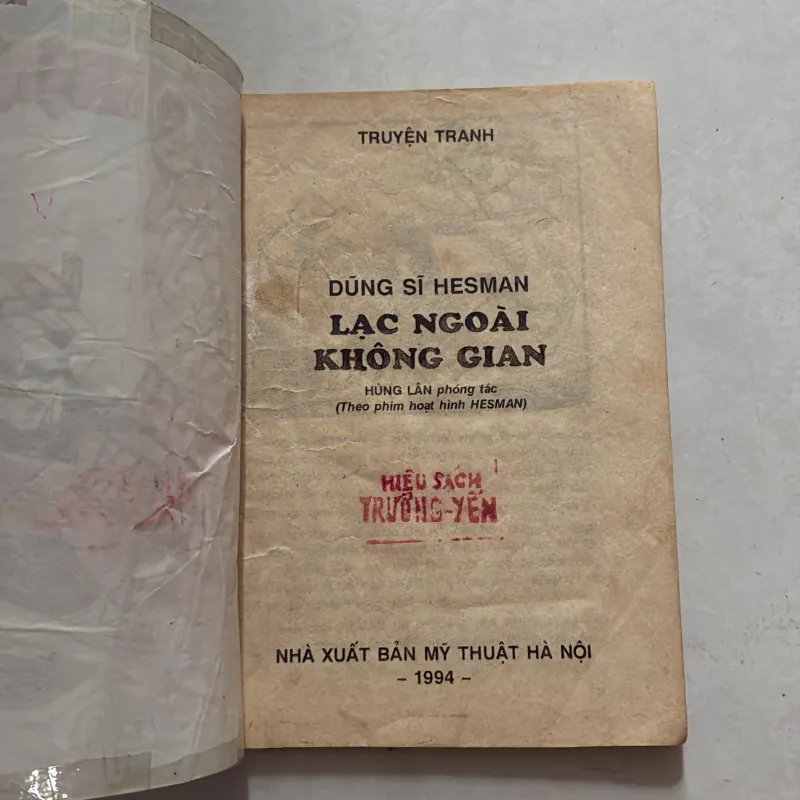 TRUYỆN TRANH
DŨNG SĨ HESMAN
LẠC NGOÀI
KHÔNG GIAN
HÙNG LÂN phóng tác
(Theo phim hoạt hình HESMAN)
HIỆU SÁCH
TRƯỜNG-YẾN
NHÀ XUẤT BẢN MỸ THUẬT HÀ NỘI
– 1994 –